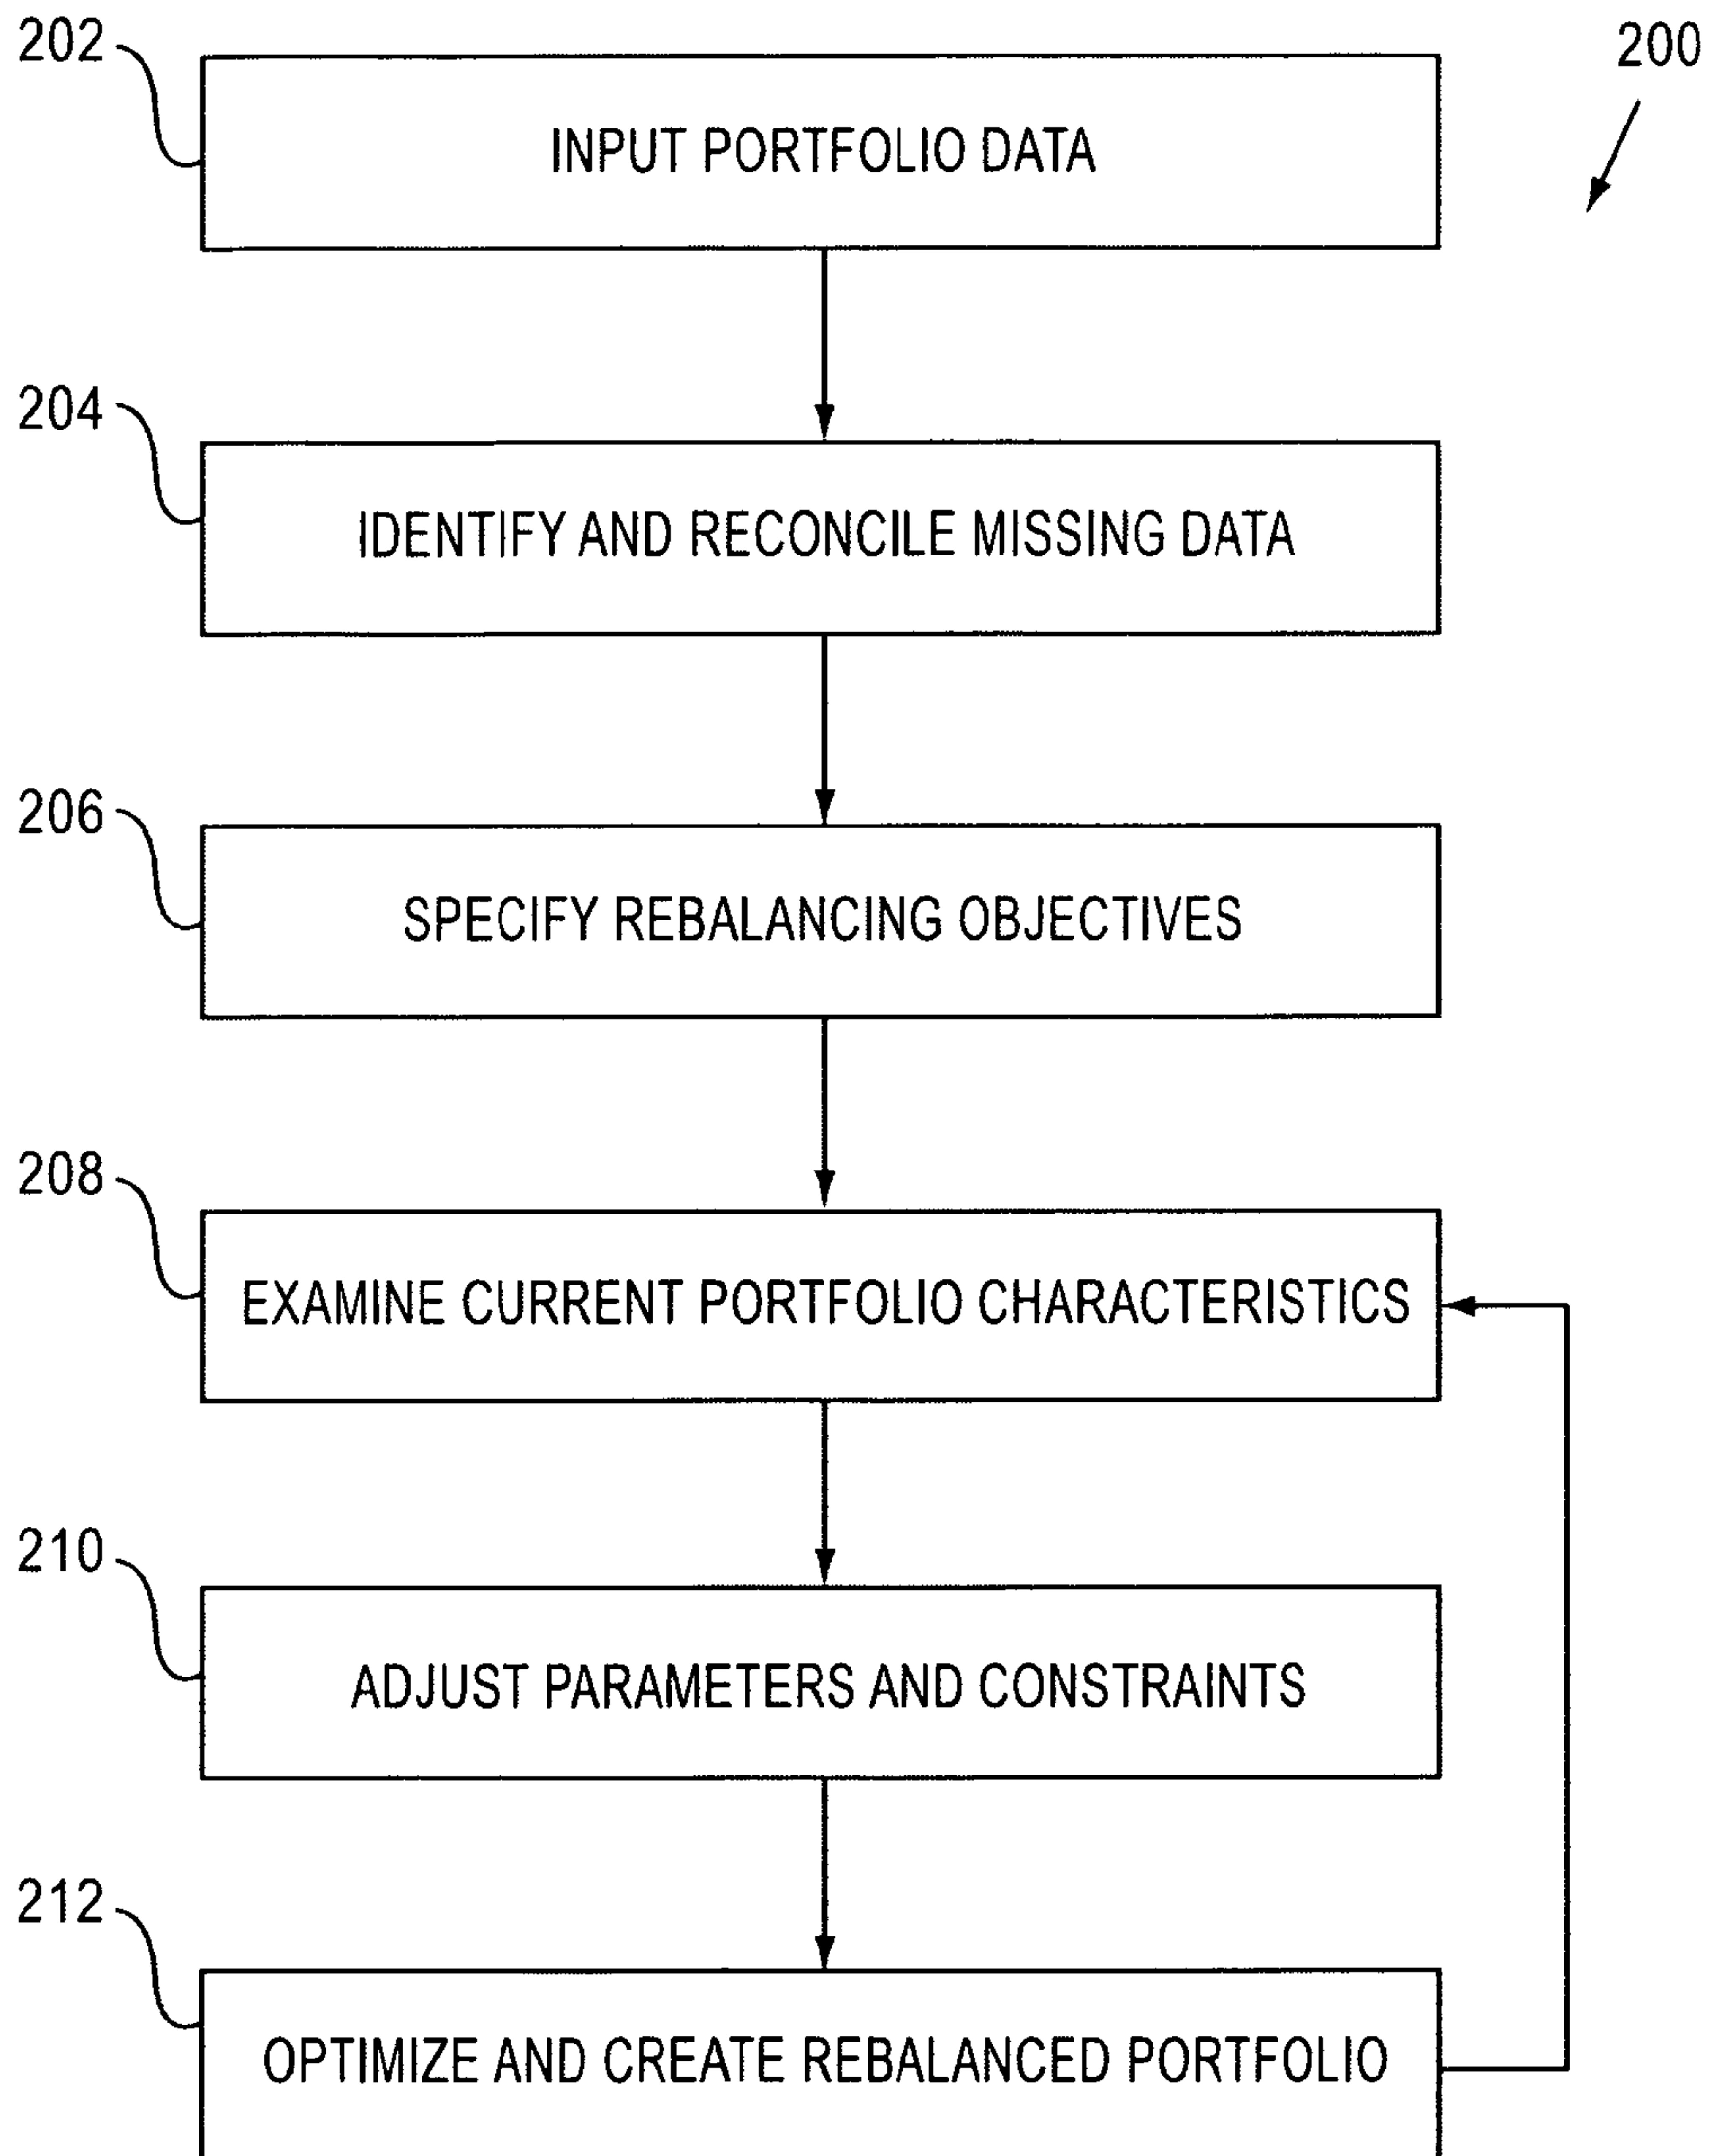 202
200
INPUT PORTFOLIO DATA
204
IDENTIFY AND RECONCILE MISSING DATA
206
SPECIFY REBALANCING OBJECTIVES
208
EXAMINE CURRENT PORTFOLIO CHARACTERISTICS
210
ADJUST PARAMETERS AND CONSTRAINTS
212
OPTIMIZE AND CREATE REBALANCED PORTFOLIO